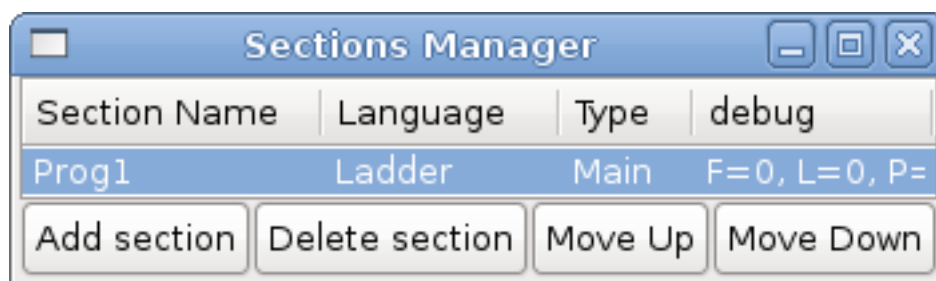 Sections Manager
Section Name Language Type debug
Prog1 Ladder Main F=0, L=0, P=
Add section Delete section Move Up Move Down